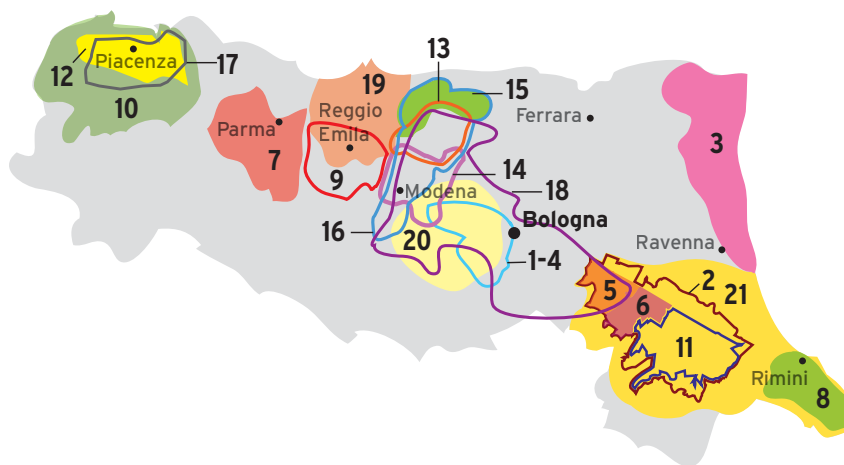 13
12
Piacenza
17
19
15
10
Reggio
Emila
Ferrara
Parma
3
7
9
14
Modena
18
Bologna
16
20
Ravenna
1-4
2
5
21
6
11
Rimini
8